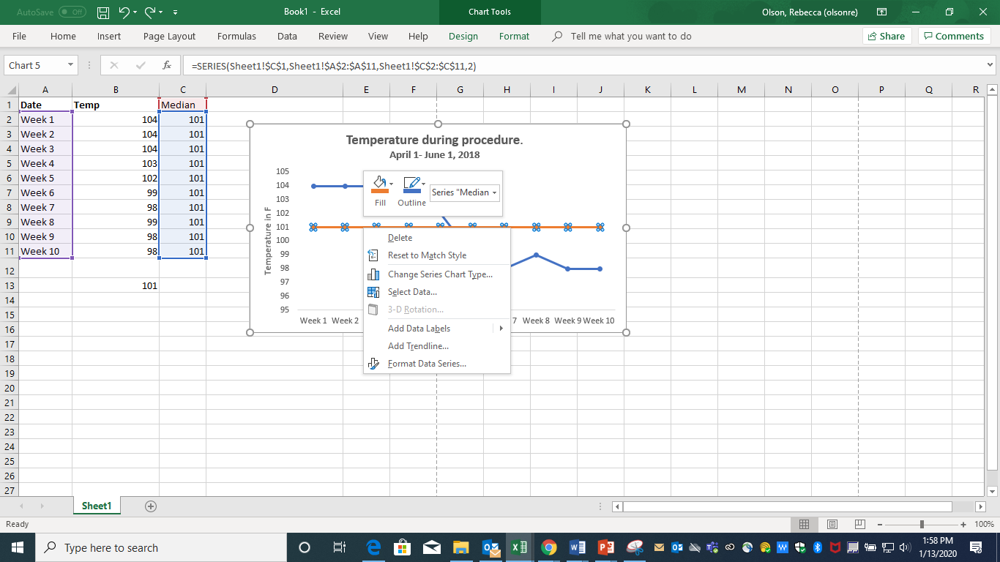 AutoSave Off Book1 - Excel Chart Tools Olson, Rebecca (olsonre)
File Home Insert Page Layout Formulas Data Review View Help Design Format Tell me what you want to do Share Comments
Chart 5 fx =SERIES(Sheet1!$C$1,Sheet1!$A$2:$A$11,Sheet1!$C$2:$C$11,2)
A B C D E F G H I J K L M N O P Q R
1 Date Temp Median
2 Week 1 104 101
3 Week 2 104 101
4 Week 3 104 101
5 Week 4 103 101
6 Week 5 102 101
7 Week 6 99 101
8 Week 7 98 101
9 Week 8 99 101
10 Week 9 98 101
11 Week 10 98 101
12
13 101
14
15
16
17
18
19
20
21
22
23
24
25
26
27
Temperature during procedure.
April 1- June 1, 2018
Temperature in F
105
104
103
102
101
100
99
98
97
96
95
Week 1 Week 2 7 Week 8 Week 9 Week 10
Fill Outline Series "Median
Delete
Reset to Match Style
Change Series Chart Type...
Select Data...
3-D Rotation...
Add Data Labels
Add Trendline...
Format Data Series...
Sheet1
Ready 100%
Type here to search
1:58 PM
1/13/2020